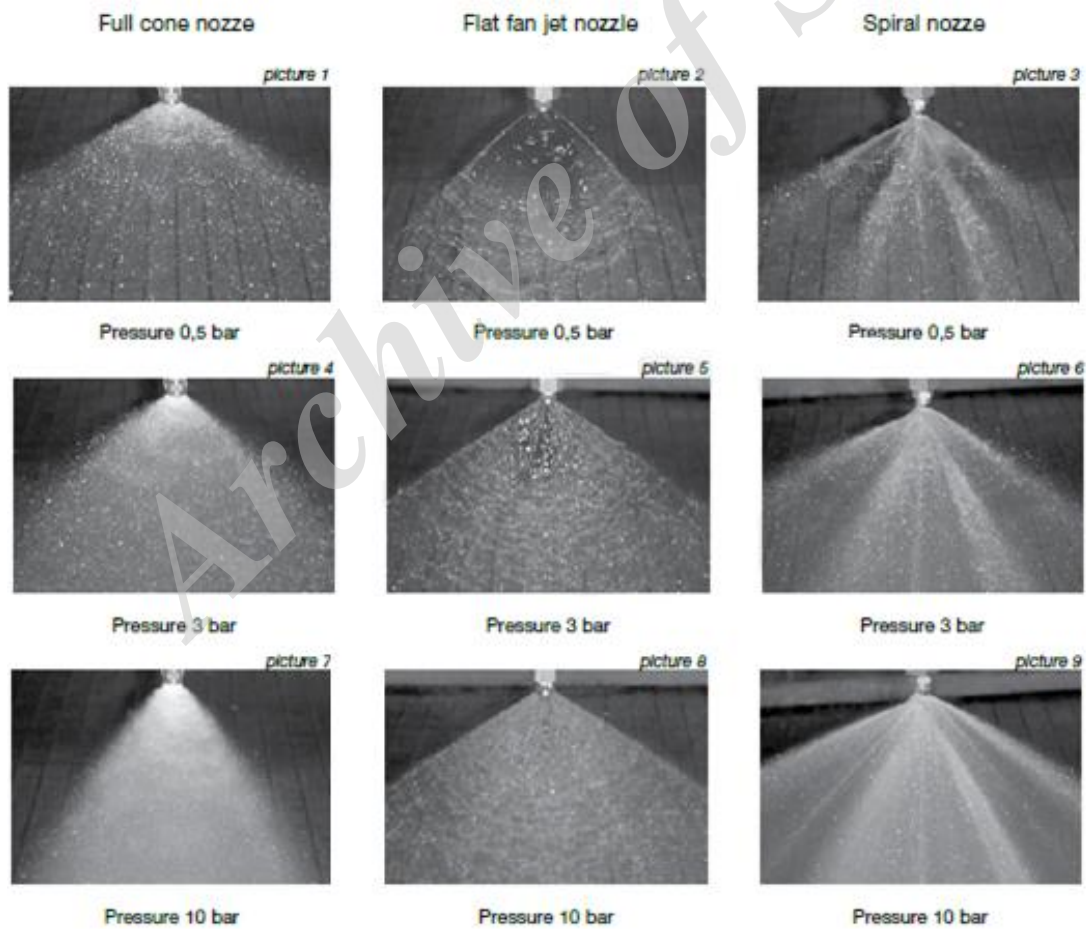 Full cone nozze
Flat fan jet nozzle
Spiral nozze
picture 1
picture 2
picture 3
Pressure 0,5 bar
Pressure 0,5 bar
Pressure 0,5 bar
picture 4
picture 5
picture 6
Pressure 3 bar
Pressure 3 bar
Pressure 3 bar
picture 7
picture 8
picture 9
Pressure 10 bar
Pressure 10 bar
Pressure 10 bar
Archive of S